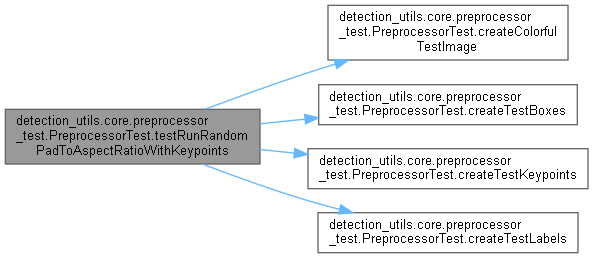 detection_utils.core.preprocessor
_test.PreprocessorTest.testRunRandom
PadToAspectRatioWithKeypoints
detection_utils.core.preprocessor
_test.PreprocessorTest.createColorful
TestImage
detection_utils.core.preprocessor
_test.PreprocessorTest.createTestBoxes
detection_utils.core.preprocessor
_test.PreprocessorTest.createTestKeypoints
detection_utils.core.preprocessor
_test.PreprocessorTest.createTestLabels